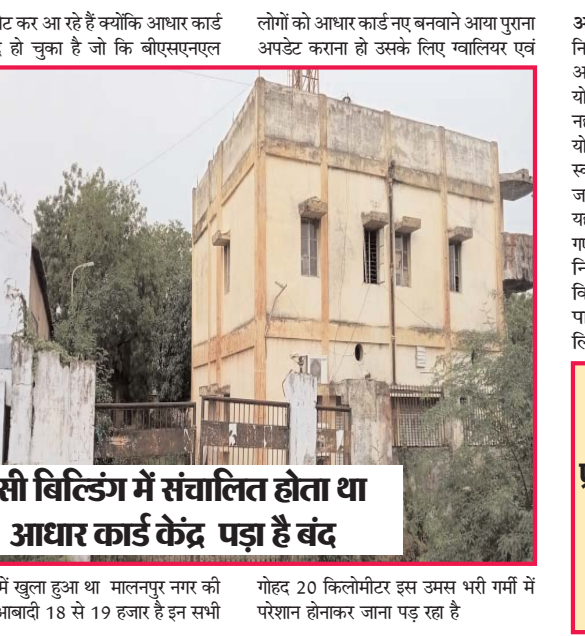 कर आ रहे हैं क्योंकि आधार कार्ड
हो चुका है जो कि बीएसएनएल
लोगों को आधार कार्ड नए बनवाने आया पुराना
अपडेट कराना हो उसके लिए ग्वालियर एवं
बिल्डिंग में संचालित होता था
आधार कार्ड केंद्र पड़ा है बंद
में खुला हुआ था मालनपुर नगर की
आबादी 18 से 19 हजार है इन सभी
गोहद 20 किलोमीटर इस उमस भरी गर्मी में
परेशान होनाकर जाना पड़ रहा है